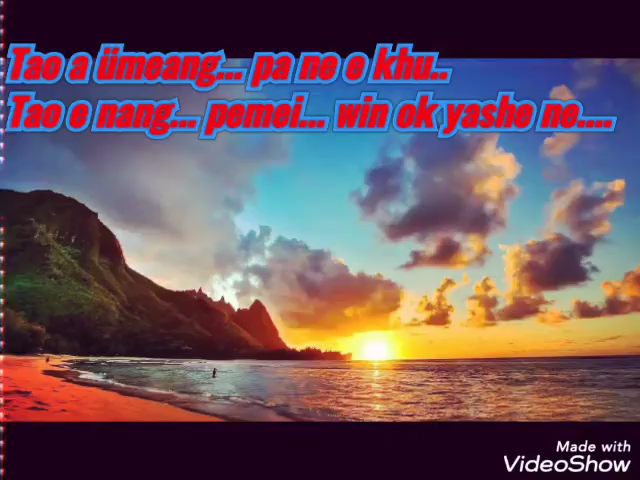 Tao a ümeang... pa ne e khu..
Tao e nang... pemei... win ok yashe ne....
Made with
VideoShow